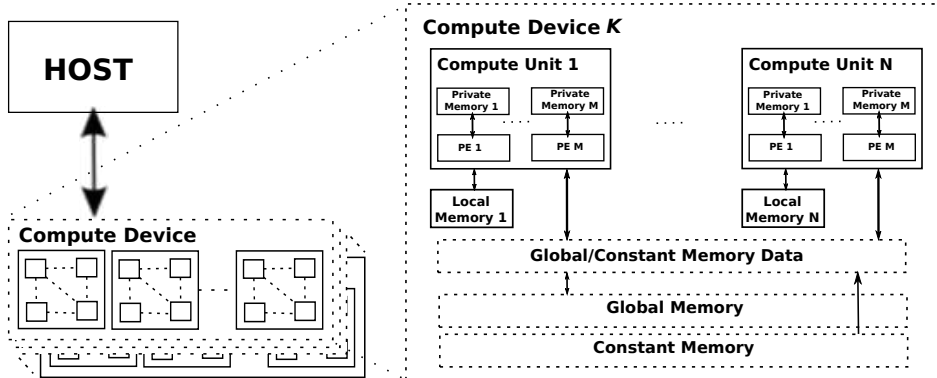 HOST
Compute Device
Compute Device K
Compute Unit 1
Private
Memory 1
Private
Memory M
PE 1
PE M
Local
Memory 1
Compute Unit N
Private
Memory 1
Private
Memory M
PE 1
PE M
Local
Memory N
Global/Constant Memory Data
Global Memory
Constant Memory